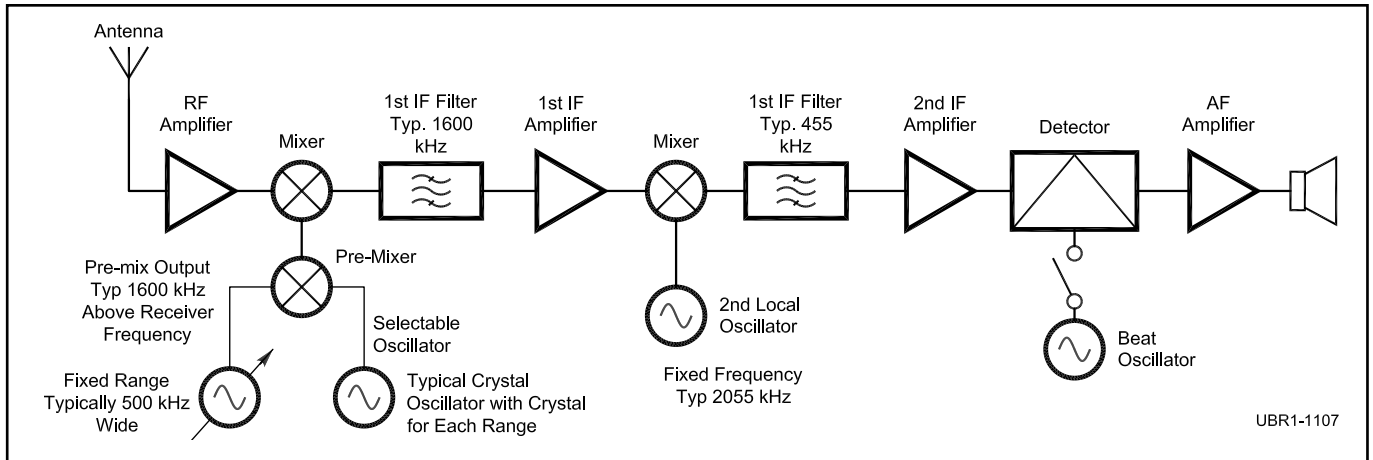 Antenna
RF
Amplifier
Mixer
1st IF Filter
Typ. 1600
kHz
1st IF
Amplifier
Mixer
1st IF Filter
Typ. 455
kHz
2nd IF
Amplifier
Detector
AF
Amplifier
Pre-Mixer
Pre-mix Output
Typ 1600 kHz
Above Receiver
Frequency
Selectable
Oscillator
Fixed Range
Typically 500 kHz
Wide
Typical Crystal
Oscillator with Crystal
for Each Range
2nd Local
Oscillator
Fixed Frequency
Typ 2055 kHz
Beat
Oscillator
UBR1-1107